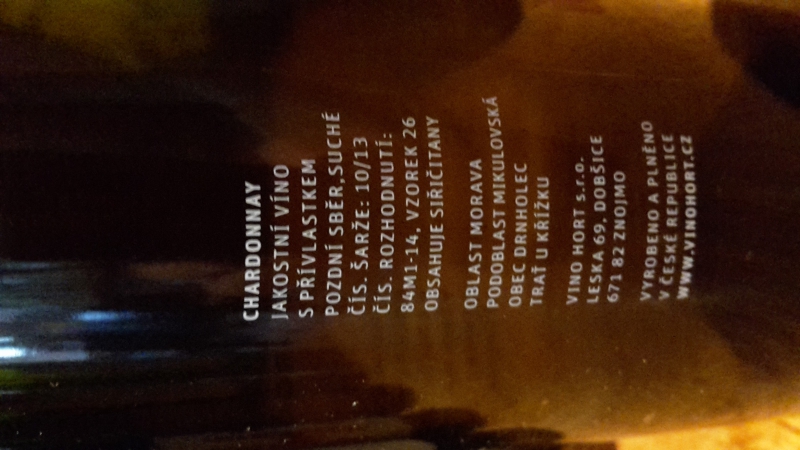 CHARDONNAY
JAKOSTNÍ VÍNO
S PŘÍVLASTKEM
POZDNÍ SBĚR, SUCHÉ
ČÍS. ŠARŽE: 10/13
ČÍS. ROZHODNUTÍ:
84M1-14, VZOREK 26
OBSAHUJE SIŘIČITANY
OBLAST MORAVA
PODOBLAST MIKULOVSKÁ
OBEC DRNHOLEC
TRAŤ U KŘÍŽKU
VINO HORT s.r.o.
LESKA 69, DOBŠICE
671 82 ZNOJMO
VYROBENO A PLNĚNO
V ČESKÉ REPUBLICE
WWW.VINOHORT.CZ